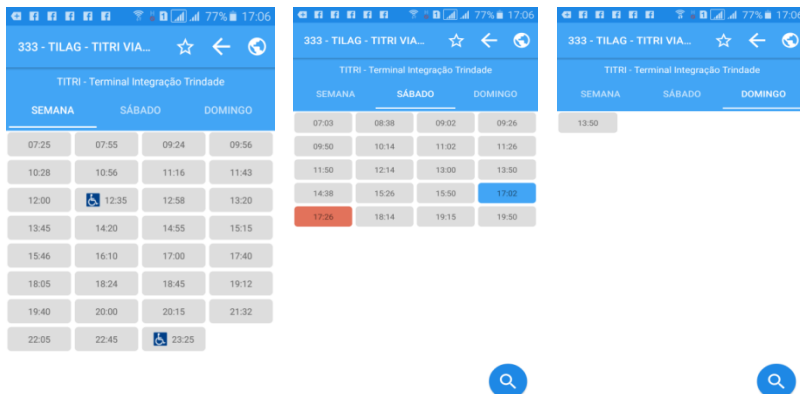 77% 17:06
333 - TILAG - TITRI VIA...
TITRI - Terminal Integração Trindade
SEMANA SÁBADO DOMINGO
07:25 07:55 09:24 09:56
10:28 10:56 11:16 11:43
12:00 12:35 12:58 13:20
13:45 14:20 14:55 15:15
15:46 16:10 17:00 17:40
18:05 18:24 18:45 19:12
19:40 20:00 20:15 21:32
22:05 22:45 23:25
77% 17:06
333 - TILAG - TITRI VIA...
TITRI - Terminal Integração Trindade
SEMANA SÁBADO DOMINGO
07:03 08:38 09:02 09:26
09:50 10:14 11:02 11:26
11:50 12:14 13:00 13:50
14:38 15:26 15:50 17:02
17:26 18:14 19:15 19:50
77% 17:06
333 - TILAG - TITRI VIA...
TITRI - Terminal Integração Trindade
SEMANA SÁBADO DOMINGO
13:50